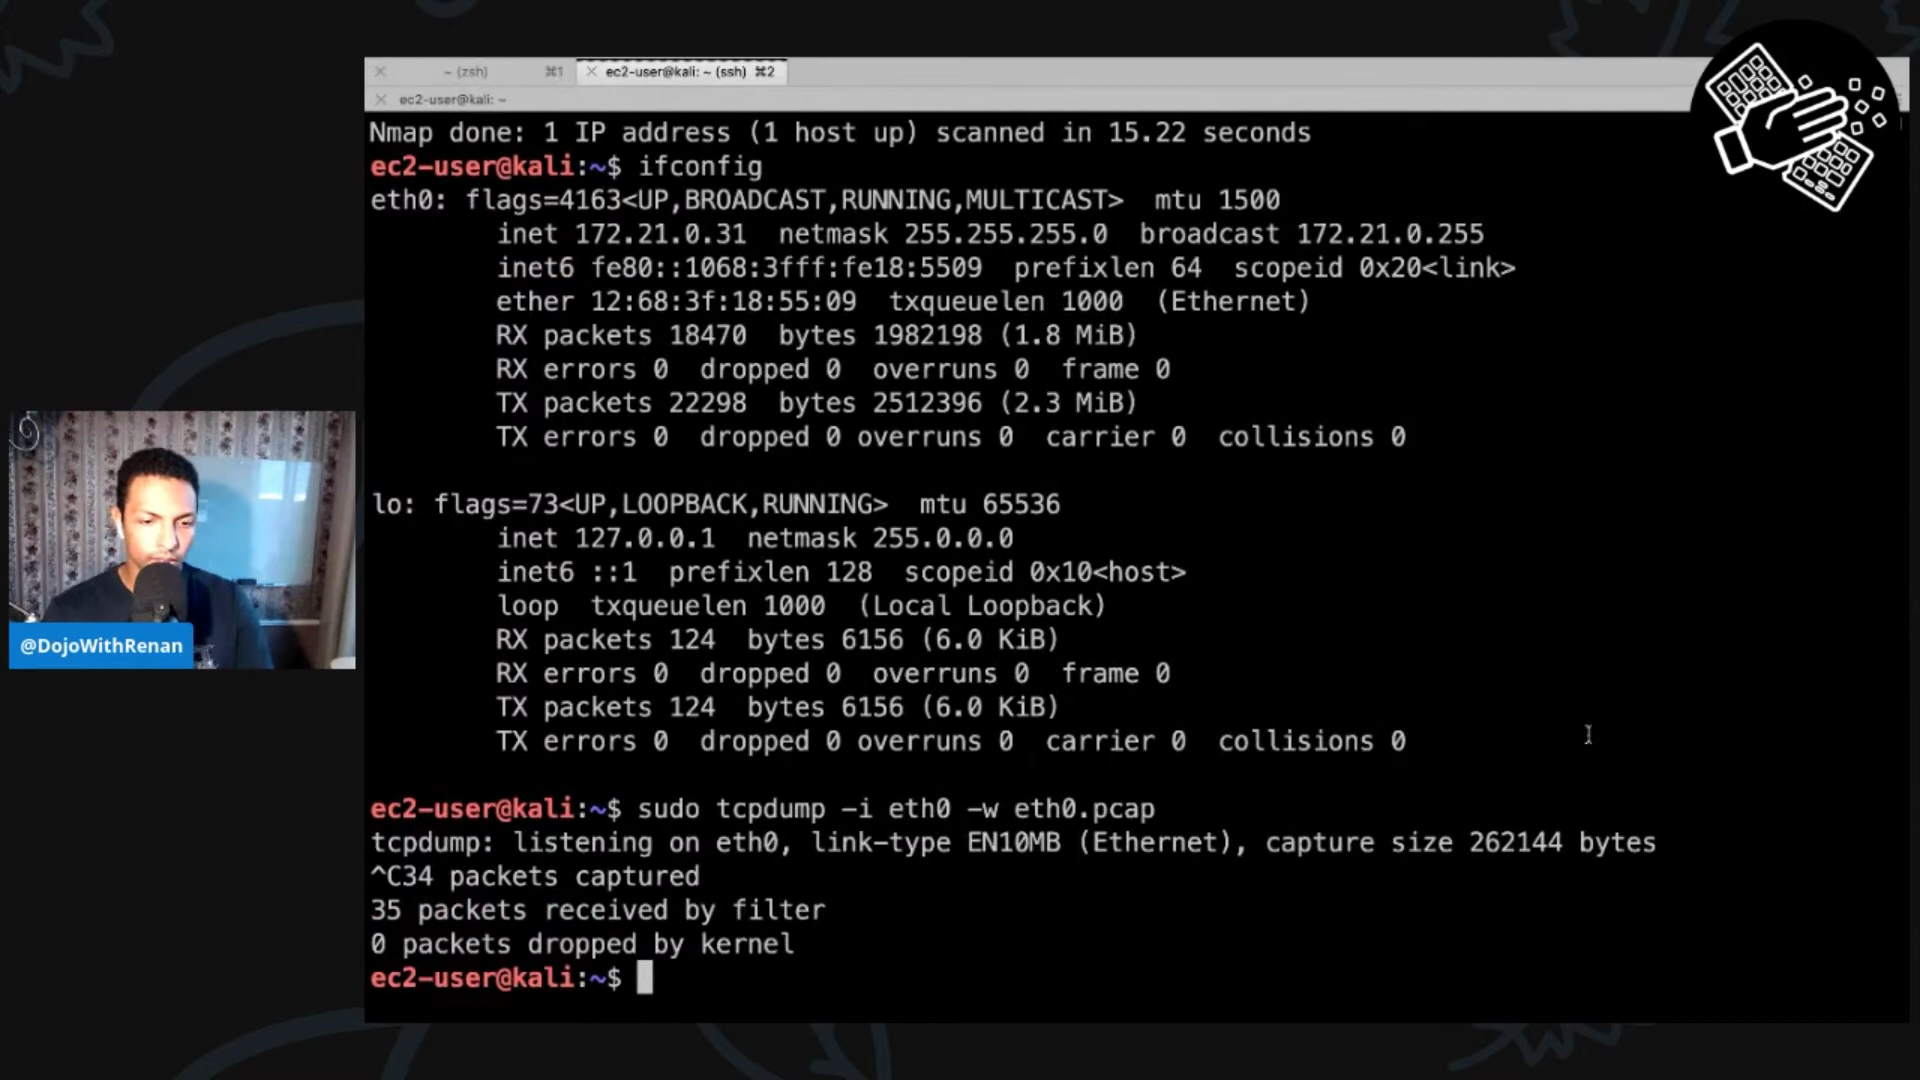 ~ (zsh) ⌘1 ec2-user@kali: ~ (ssh) ⌘2
ec2-user@kali: ~
Nmap done: 1 IP address (1 host up) scanned in 15.22 seconds
ec2-user@kali:~$ ifconfig
eth0: flags=4163<UP,BROADCAST,RUNNING,MULTICAST>  mtu 1500
        inet 172.21.0.31  netmask 255.255.255.0  broadcast 172.21.0.255
        inet6 fe80::1068:3fff:fe18:5509  prefixlen 64  scopeid 0x20<link>
        ether 12:68:3f:18:55:09  txqueuelen 1000  (Ethernet)
        RX packets 18470  bytes 1982198 (1.8 MiB)
        RX errors 0  dropped 0  overruns 0  frame 0
        TX packets 22298  bytes 2512396 (2.3 MiB)
        TX errors 0  dropped 0 overruns 0  carrier 0  collisions 0
lo: flags=73<UP,LOOPBACK,RUNNING>  mtu 65536
        inet 127.0.0.1  netmask 255.0.0.0
        inet6 ::1  prefixlen 128  scopeid 0x10<host>
        loop  txqueuelen 1000  (Local Loopback)
        RX packets 124  bytes 6156 (6.0 KiB)
        RX errors 0  dropped 0  overruns 0  frame 0
        TX packets 124  bytes 6156 (6.0 KiB)
        TX errors 0  dropped 0 overruns 0  carrier 0  collisions 0
ec2-user@kali:~$ sudo tcpdump -i eth0 -w eth0.pcap
tcpdump: listening on eth0, link-type EN10MB (Ethernet), capture size 262144 bytes
^C34 packets captured
35 packets received by filter
0 packets dropped by kernel
ec2-user@kali:~$
@DojoWithRenan